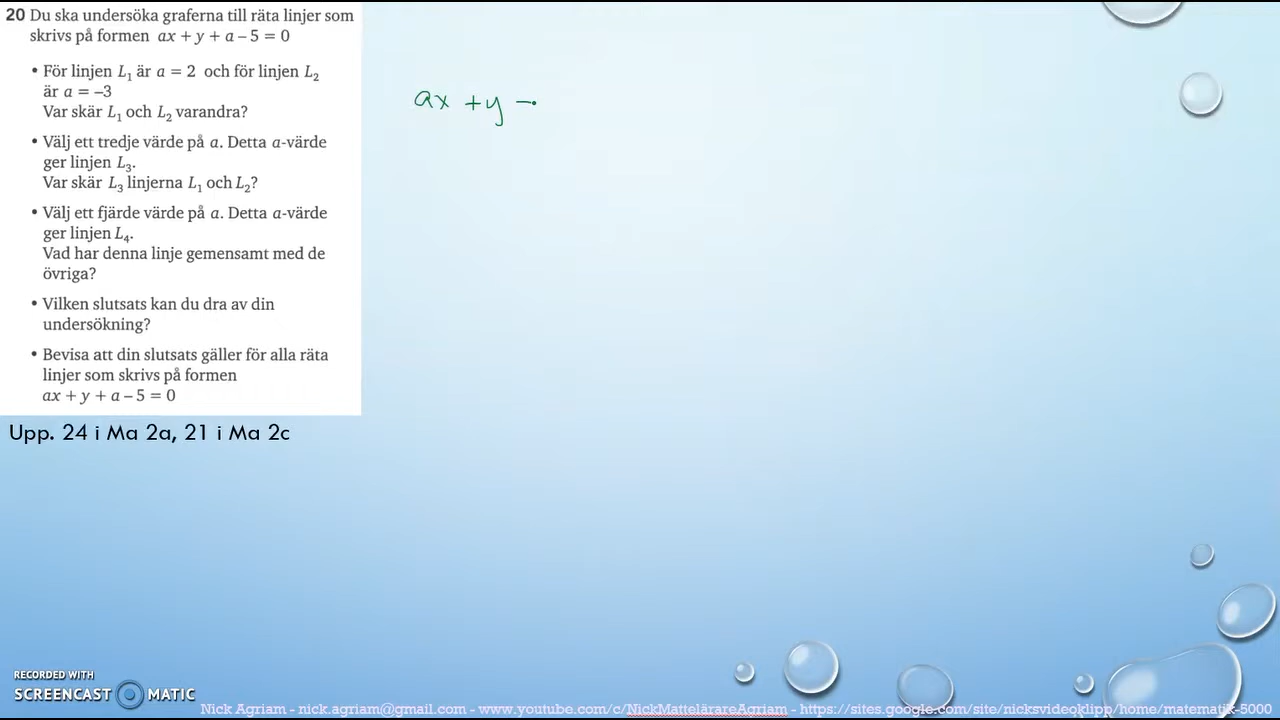 20 Du ska undersöka graferna till räta linjer som
skrivs på formen ax + y + a – 5 = 0
• För linjen L₁ är a = 2 och för linjen L₂
är a = –3
Var skär L₁ och L₂ varandra?
• Välj ett tredje värde på a. Detta a-värde
ger linjen L₃.
Var skär L₃ linjerna L₁ och L₂?
• Välj ett fjärde värde på a. Detta a-värde
ger linjen L₄.
Vad har denna linje gemensamt med de
övriga?
• Vilken slutsats kan du dra av din
undersökning?
• Bevisa att din slutsats gäller för alla räta
linjer som skrivs på formen
ax + y + a – 5 = 0
Upp. 24 i Ma 2a, 21 i Ma 2c
ax + y -
RECORDED WITH
SCREENCAST MATIC
Nick Agriam - nick.agriam@gmail.com - www.youtube.com/c/NickMattelärareAgriam - https://sites.google.com/site/nicksvideoklipp/home/matematik-5000